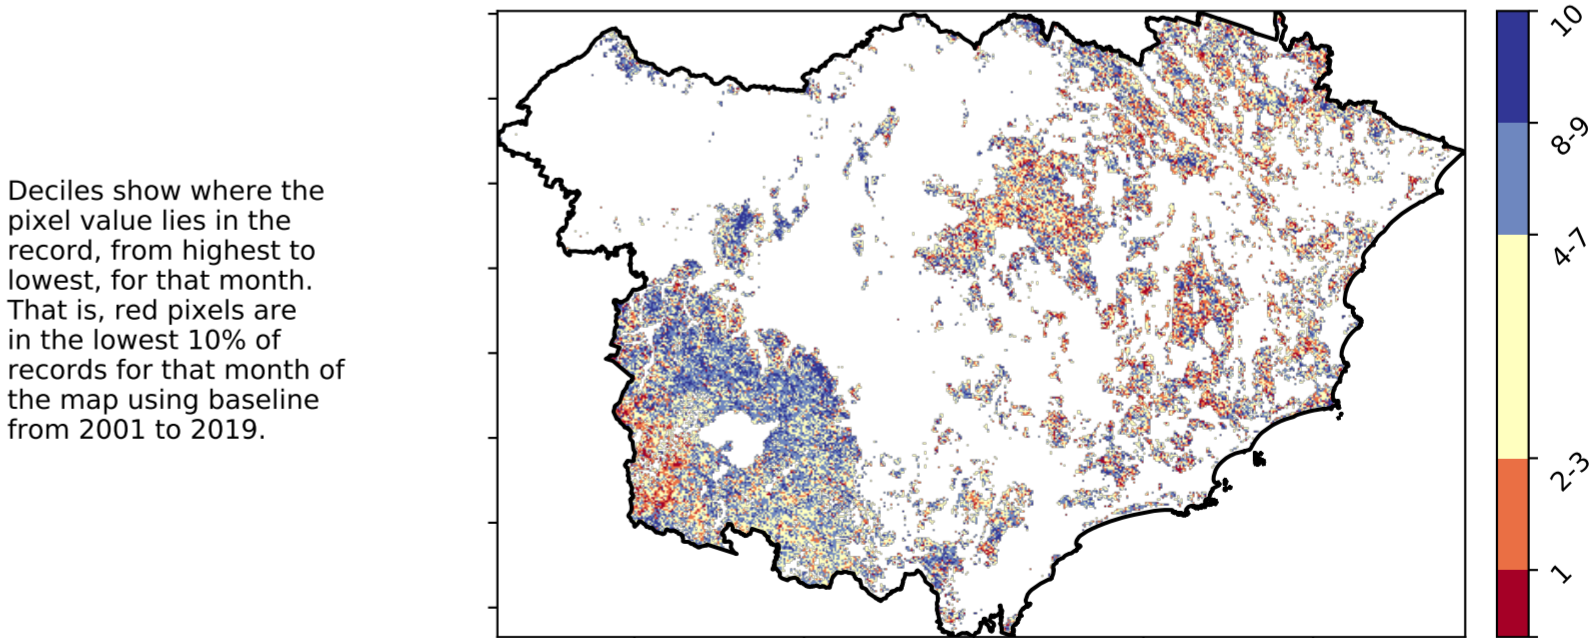 Deciles show where the
pixel value lies in the
record, from highest to
lowest, for that month.
That is, red pixels are
in the lowest 10% of
records for that month of
the map using baseline
from 2001 to 2019.
10
8-9
4-7
2-3
1